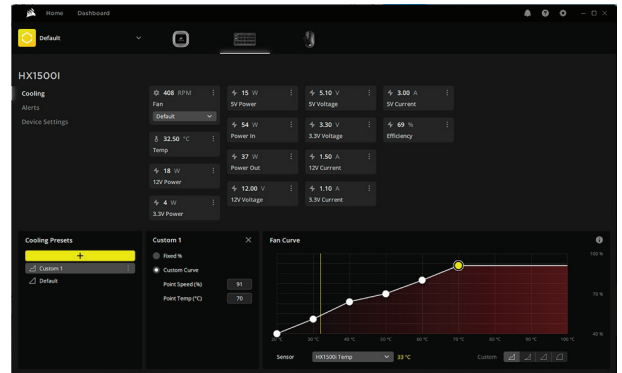 Home Dashboard
Default
HX1500I
Cooling
Alerts
Device Settings
408 RPM
Fan
Default
32.50 °C
Temp
18 W
12V Power
4 W
3.3V Power
15 W
5V Power
54 W
Power In
37 W
Power Out
12.00 V
12V Voltage
5.10 V
5V Voltage
3.30 V
3.3V Voltage
1.50 A
12V Current
1.10 A
3.3V Current
3.00 A
5V Current
69 %
Efficiency
Cooling Presets
+
Custom 1
Default
Custom 1
Fixed %
Custom Curve
Point Speed (%) 91
Point Temp (°C) 70
Fan Curve
100 %
70 %
40 %
20 °C 30 °C 40 °C 50 °C 60 °C 70 °C 80 °C 90 °C 100 °C
Sensor HX1500i Temp 33 °C Custom